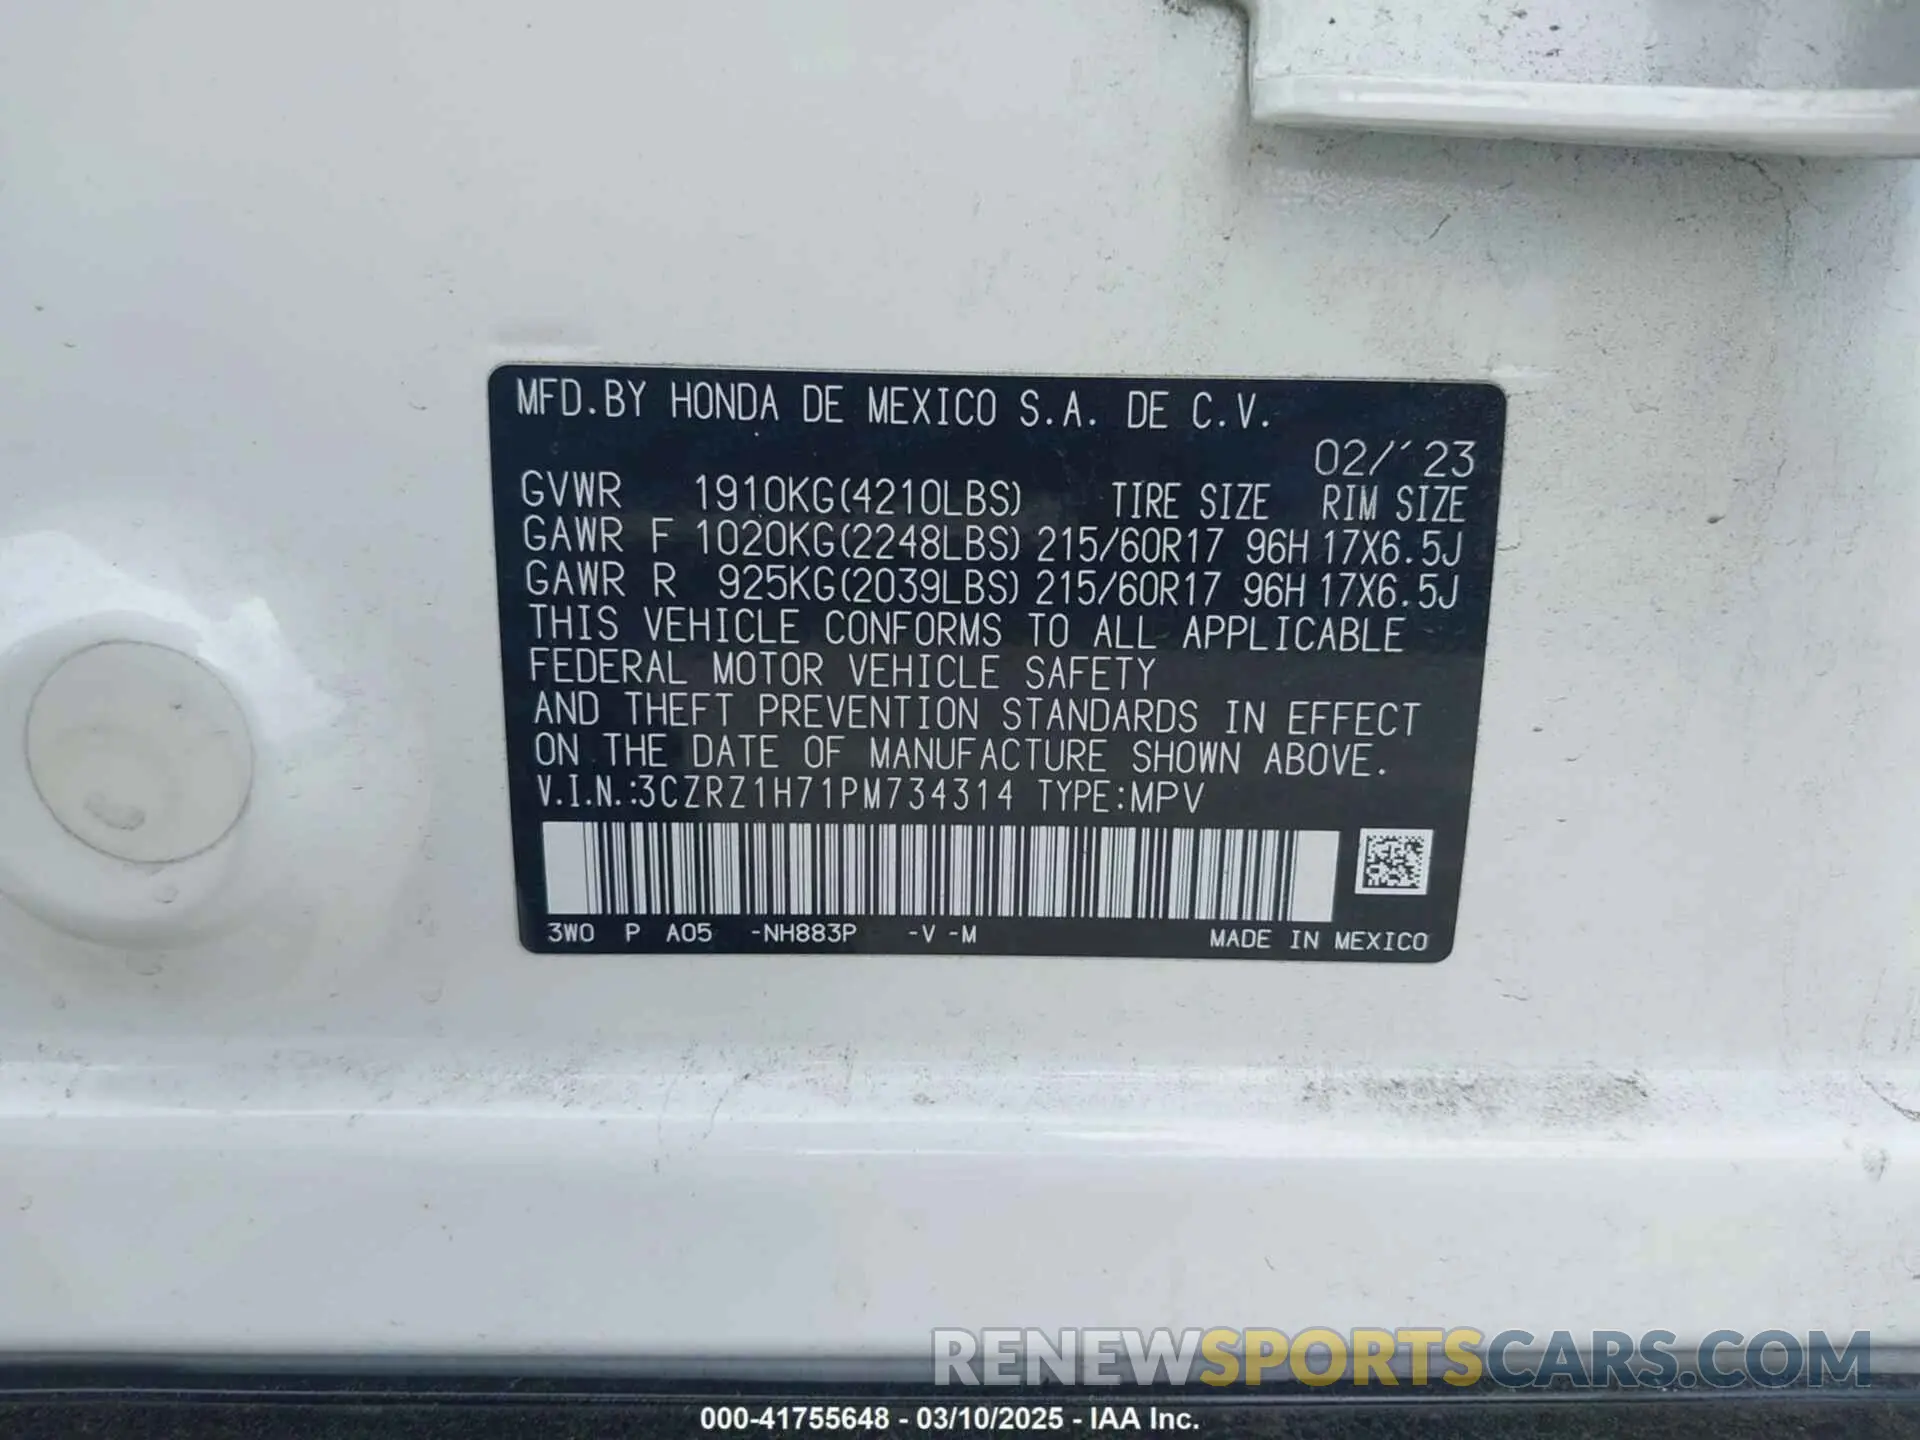 MFD.BY HONDA DE MEXICO S.A. DE C.V.
02/´23
GVWR 1910KG(4210LBS) TIRE SIZE RIM SIZE
GAWR F 1020KG(2248LBS) 215/60R17 96H 17X6.5J
GAWR R 925KG(2039LBS) 215/60R17 96H 17X6.5J
THIS VEHICLE CONFORMS TO ALL APPLICABLE
FEDERAL MOTOR VEHICLE SAFETY
AND THEFT PREVENTION STANDARDS IN EFFECT
ON THE DATE OF MANUFACTURE SHOWN ABOVE.
V.I.N.:3CZRZ1H71PM734314 TYPE:MPV
3W0 P A05 -NH883P -V -M MADE IN MEXICO
RENEWSPORTSCARS.COM
000-41755648 - 03/10/2025 - IAA Inc.